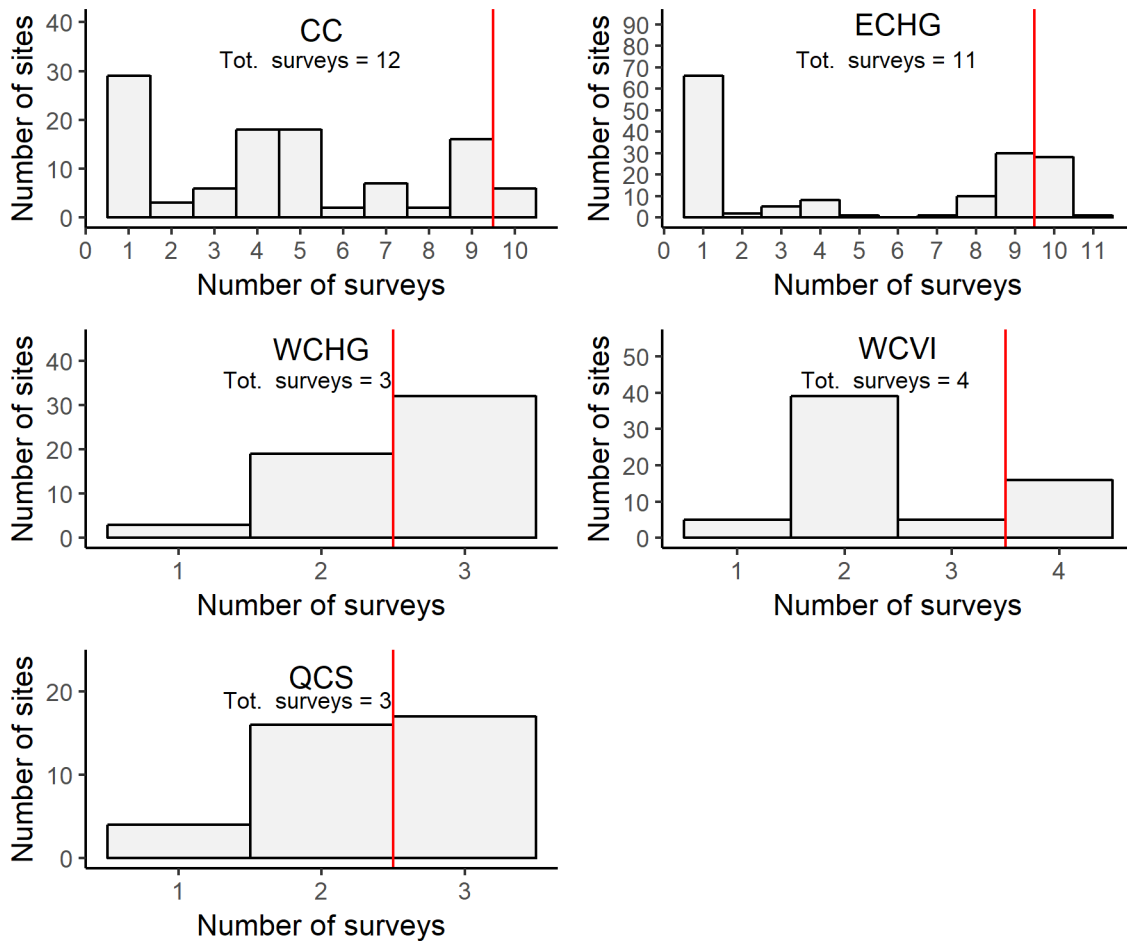 CC
Tot.  surveys = 12
Number of sites
40
30
20
10
0
0 1 2 3 4 5 6 7 8 9 10
Number of surveys
ECHG
Tot.  surveys = 11
Number of sites
90
80
70
60
50
40
30
20
10
0
0 1 2 3 4 5 6 7 8 9 10 11
Number of surveys
WCHG
Tot.  surveys = 3
Number of sites
40
30
20
10
0
1 2 3
Number of surveys
WCVI
Tot.  surveys = 4
Number of sites
50
40
30
20
10
0
1 2 3 4
Number of surveys
QCS
Tot.  surveys = 3
Number of sites
20
10
0
1 2 3
Number of surveys